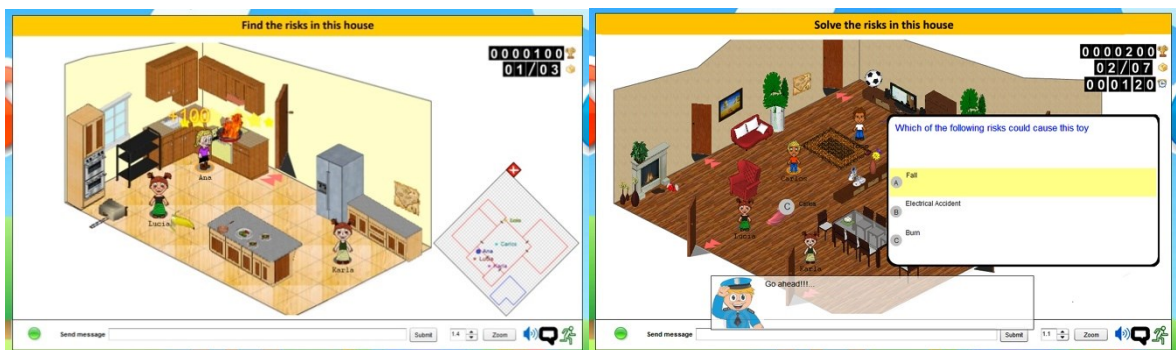 Find the risks in this house
0000100
01/03
+100
Ana
Lucia
Karla
Carlos
Ana
Lucia
Karla
Send message
Submit
1.4
Zoom
Solve the risks in this house
0000200
02/07
000120
Which of the following risks could cause this toy
A Fall
B Electrical Accident
C Burn
Carlos
C
Lucia
Karla
Go ahead!!!...
Send message
Submit
1.1
Zoom